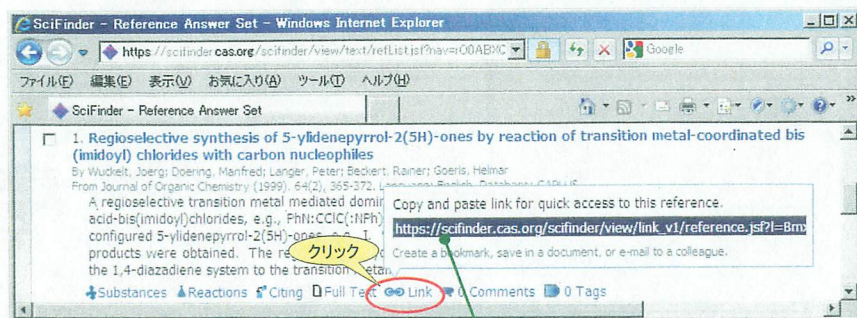 SciFinder - Reference Answer Set - Windows Internet Explorer
https://scifinder.cas.org/scifinder/view/text/refList.jsf?nav=
Google
ファイル(F) 編集(E) 表示(V) お気に入り(A) ツール(T) ヘルプ(H)
SciFinder - Reference Answer Set
1. Regioselective synthesis of 5-ylidenepyrrol-2(5H)-ones by reaction of transition metal-coordinated bis
(imidoyl) chlorides with carbon nucleophiles
By Wuckelt, Joerg; Doering, Manfred; Langer, Peter; Beckert, Rainer; Goerls, Helmar
From Journal of Organic Chemistry (1999), 64(2), 365-372.
A regioselective transition metal mediated
acid-bis(imidoyl)chlorides, e.g., PhN:CClC(:NPh)
configured 5-ylidenepyrrol-2(5H)-ones,
products were obtained. The
the 1,4-diazadiene system to the transition
Copy and paste link for quick access to this reference.
https://scifinder.cas.org/scifinder/view/link_v1/reference.jsf?l=
Create a bookmark, save in a document, or e-mail to a colleague.
クリック
Substances Reactions Citing Full Text Link 0 Comments 0 Tags